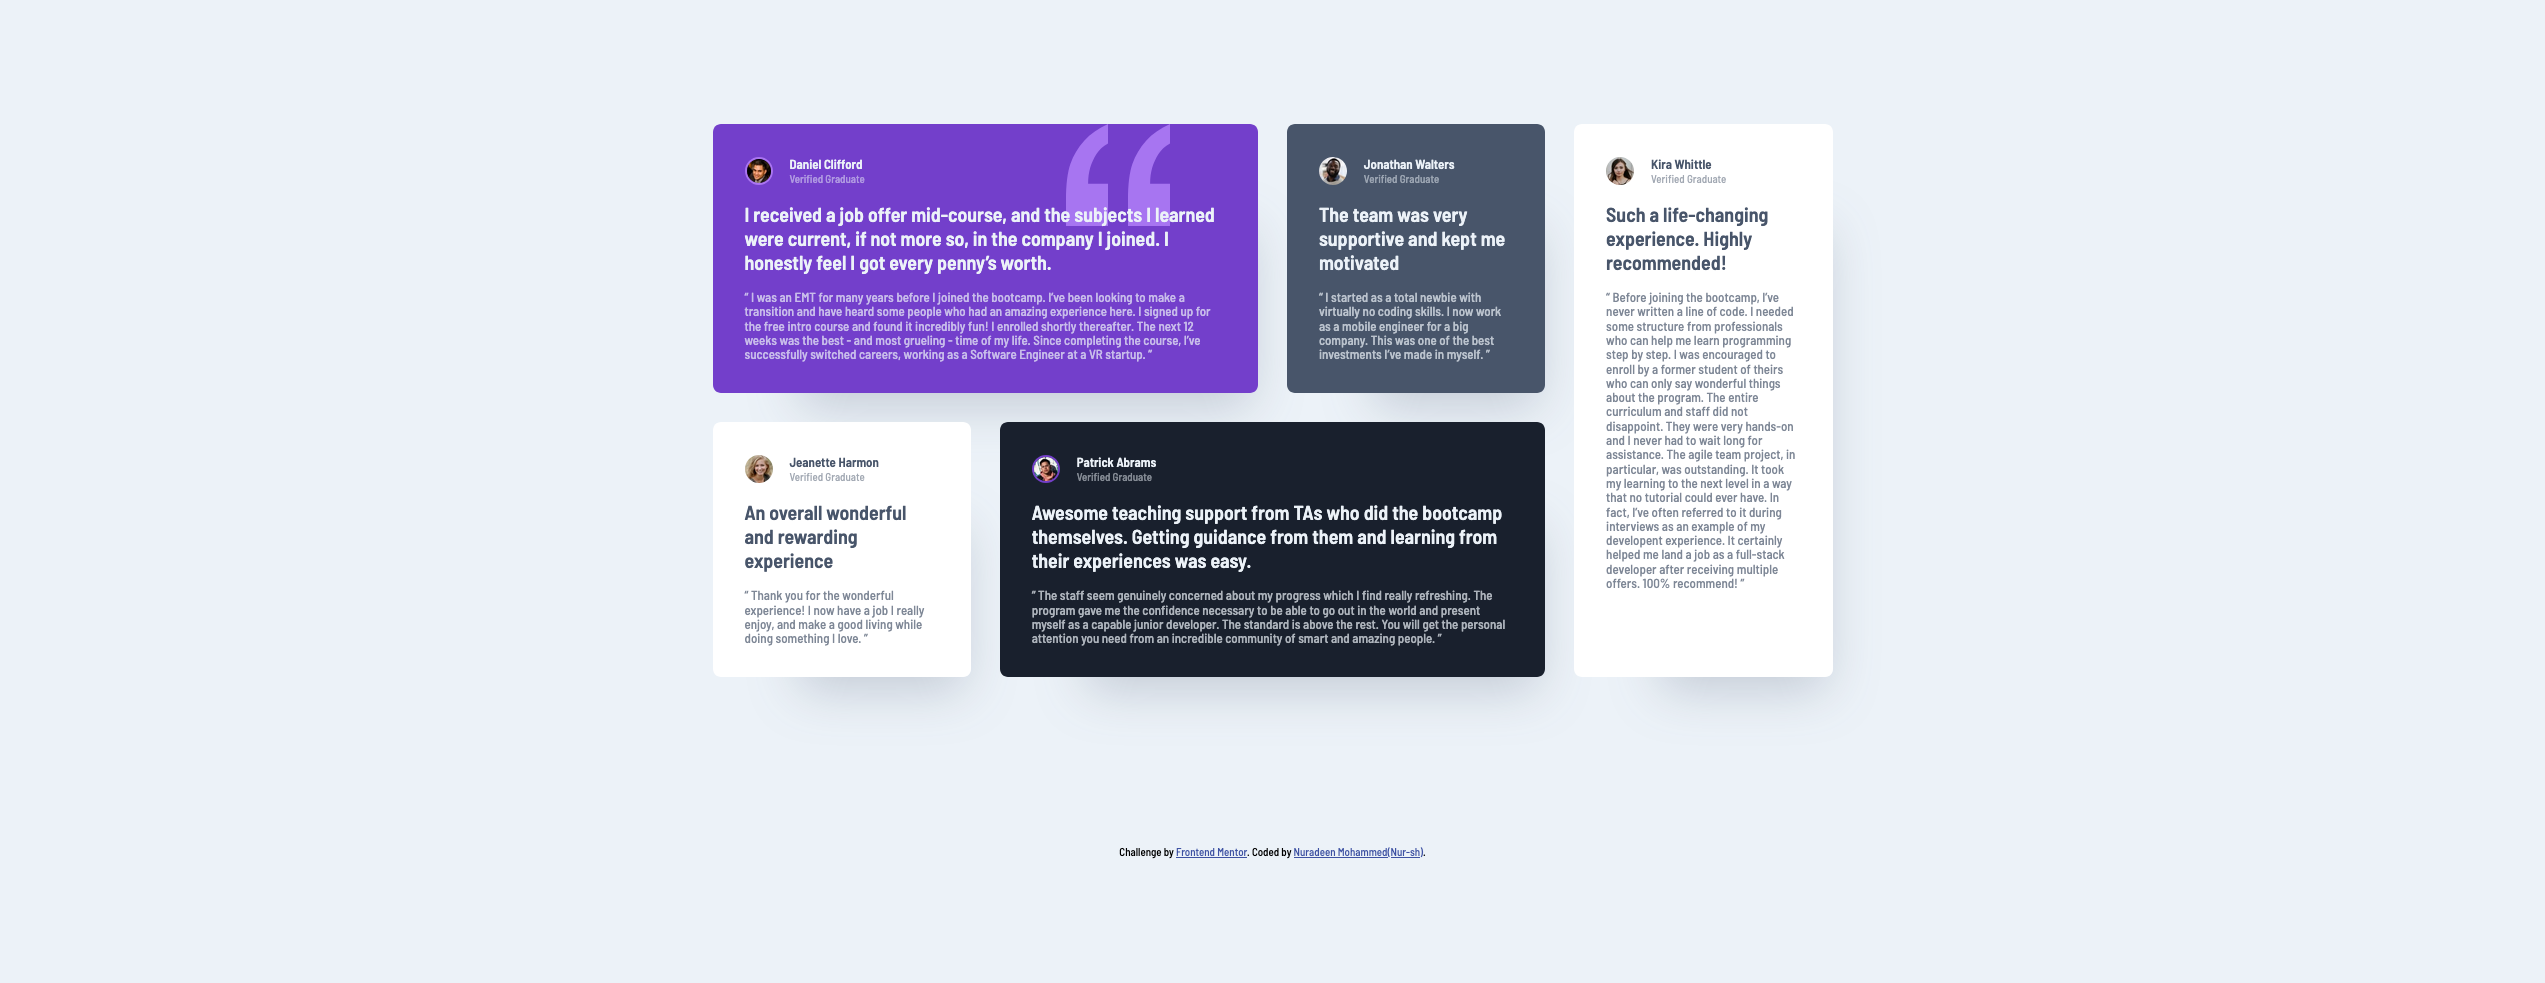 Daniel Clifford
Verified Graduate
I received a job offer mid-course, and the subjects I learned
were current, if not more so, in the company I joined. I
honestly feel I got every penny’s worth.
“ I was an EMT for many years before I joined the bootcamp. I’ve been looking to make a
transition and have heard some people who had an amazing experience here. I signed up for
the free intro course and found it incredibly fun! I enrolled shortly thereafter. The next 12
weeks was the best - and most grueling - time of my life. Since completing the course, I’ve
successfully switched careers, working as a Software Engineer at a VR startup. ”
Jonathan Walters
Verified Graduate
The team was very
supportive and kept me
motivated
“ I started as a total newbie with
virtually no coding skills. I now work
as a mobile engineer for a big
company. This was one of the best
investments I’ve made in myself. ”
Kira Whittle
Verified Graduate
Such a life-changing
experience. Highly
recommended!
“ Before joining the bootcamp, I’ve
never written a line of code. I needed
some structure from professionals
who can help me learn programming
step by step. I was encouraged to
enroll by a former student of theirs
who can only say wonderful things
about the program. The entire
curriculum and staff did not
disappoint. They were very hands-on
and I never had to wait long for
assistance. The agile team project, in
particular, was outstanding. It took
my learning to the next level in a way
that no tutorial could ever have. In
fact, I’ve often referred to it during
interviews as an example of my
developent experience. It certainly
helped me land a job as a full-stack
developer after receiving multiple
offers. 100% recommend! ”
Jeanette Harmon
Verified Graduate
An overall wonderful
and rewarding
experience
“ Thank you for the wonderful
experience! I now have a job I really
enjoy, and make a good living while
doing something I love. ”
Patrick Abrams
Verified Graduate
Awesome teaching support from TAs who did the bootcamp
themselves. Getting guidance from them and learning from
their experiences was easy.
“ The staff seem genuinely concerned about my progress which I find really refreshing. The
program gave me the confidence necessary to be able to go out in the world and present
myself as a capable junior developer. The standard is above the rest. You will get the personal
attention you need from an incredible community of smart and amazing people. ”
Challenge by Frontend Mentor. Coded by Nuradeen Mohammed(Nur-sh).